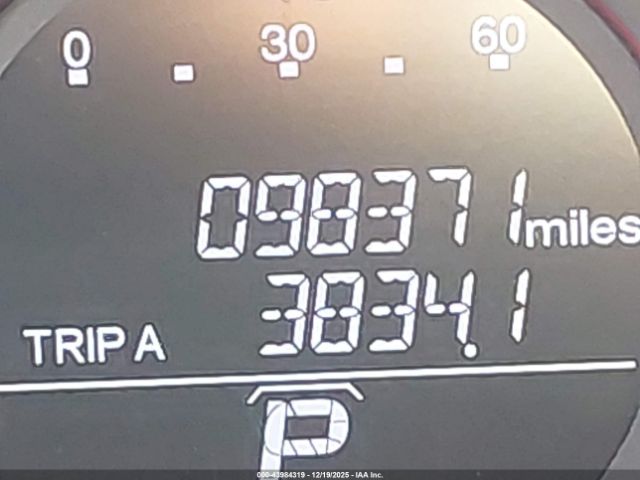 0 30 60
098371 miles
TRIP A 3834.1
P
000-43984319 - 12/19/2025 - IAA Inc.